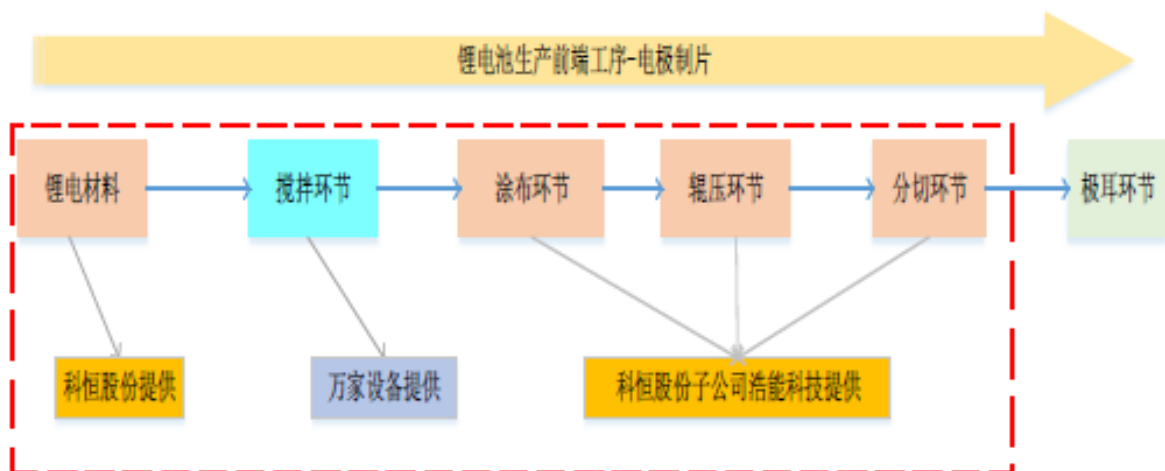 锂电池生产前端工序-电极制片
锂电材料
搅拌环节
涂布环节
辊压环节
分切环节
极耳环节
科恒股份提供
万家设备提供
科恒股份子公司浩能科技提供